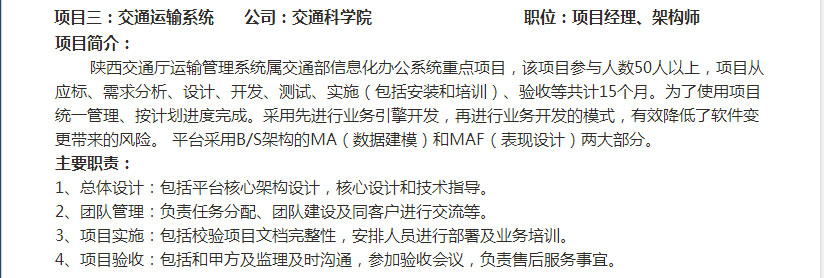 项目三：交通运输系统 公司：交通科学院 职位：项目经理、架构师
项目简介：
陕西交通厅运输管理系统属交通部信息化办公系统重点项目，该项目参与人数50人以上，项目从
应标、需求分析、设计、开发、测试、实施（包括安装和培训）、验收等共计15个月。为了使用项目
统一管理、按计划进度完成。采用先进行业务引擎开发，再进行业务开发的模式，有效降低了软件变
更带来的风险。 平台采用B/S架构的MA（数据建模）和MAF（表现设计）两大部分。
主要职责：
1、总体设计：包括平台核心架构设计，核心设计和技术指导。
2、团队管理：负责任务分配、团队建设及同客户进行交流等。
3、项目实施：包括校验项目文档完整性，安排人员进行部署及业务培训。
4、项目验收：包括和甲方及监理及时沟通，参加验收会议，负责售后服务事宜。